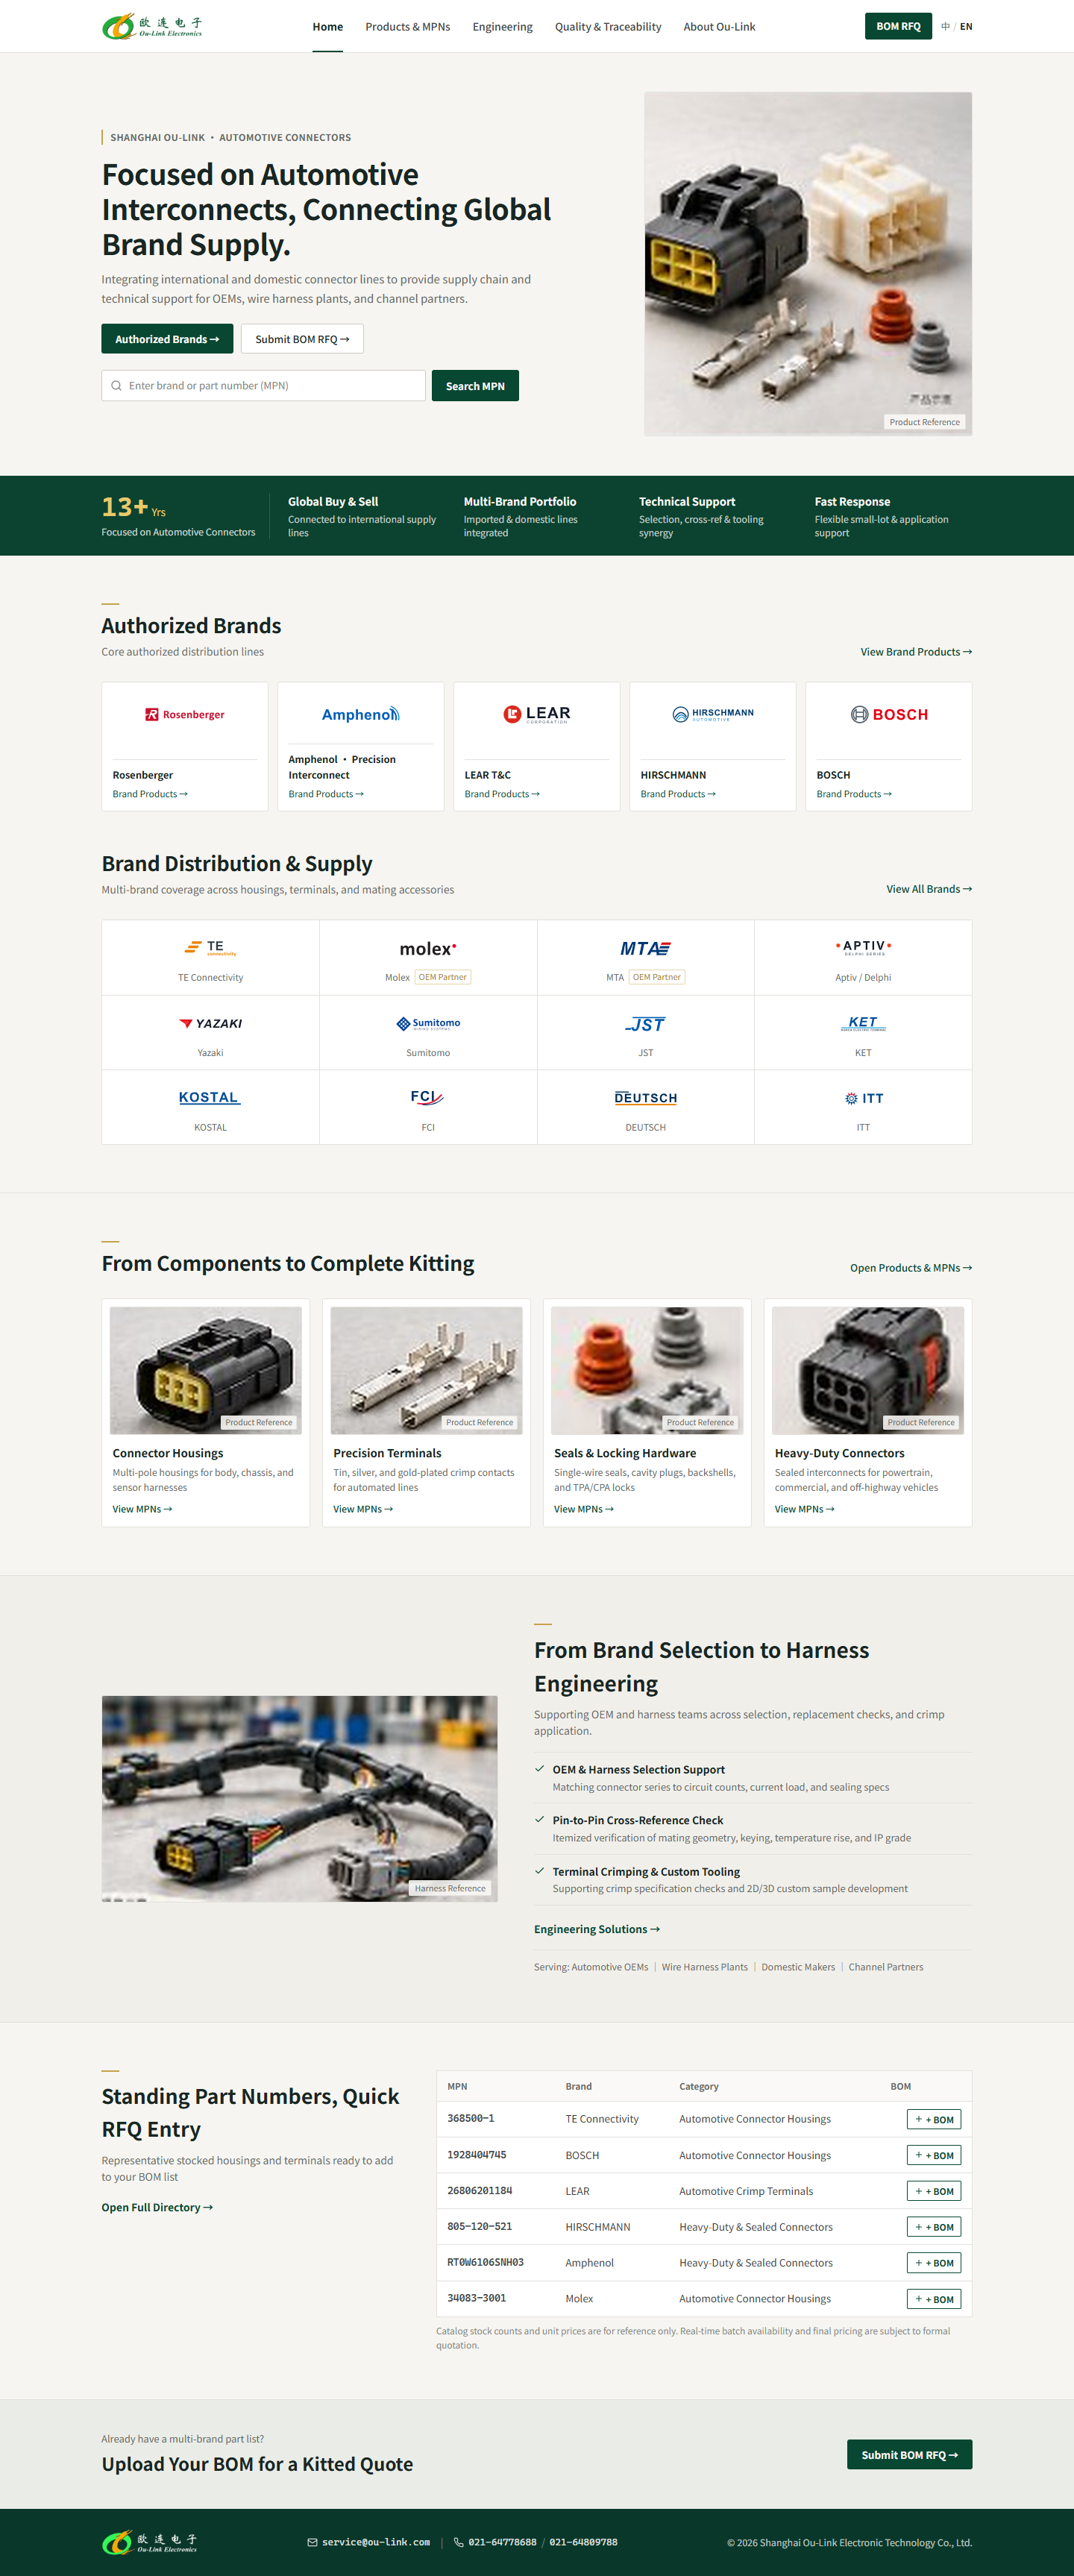 欧连电子
Ou-Link Electronics
Home
Products & MPNs
Engineering
Quality & Traceability
About Ou-Link
BOM RFQ
中 / EN
SHANGHAI OU-LINK • AUTOMOTIVE CONNECTORS
Focused on Automotive
Interconnects, Connecting Global
Brand Supply.
Integrating international and domestic connector lines to provide supply chain and
technical support for OEMs, wire harness plants, and channel partners.
Authorized Brands →
Submit BOM RFQ →
Enter brand or part number (MPN)
Search MPN
Product Reference
13+ Yrs
Focused on Automotive Connectors
Global Buy & Sell
Connected to international supply
lines
Multi-Brand Portfolio
Imported & domestic lines
integrated
Technical Support
Selection, cross-ref & tooling
synergy
Fast Response
Flexible small-lot & application
support
Authorized Brands
Core authorized distribution lines
View Brand Products →
Rosenberger
Rosenberger
Brand Products →
Amphenol
Amphenol • Precision
Interconnect
Brand Products →
LEAR
CORPORATION
LEAR T&C
Brand Products →
HIRSCHMANN
AUTOMOTIVE
HIRSCHMANN
Brand Products →
BOSCH
BOSCH
Brand Products →
Brand Distribution & Supply
Multi-brand coverage across housings, terminals, and mating accessories
View All Brands →
TE
connectivity
TE Connectivity
molex
Molex OEM Partner
MTA
MTA OEM Partner
APTIV
DELPHI SERIES
Aptiv / Delphi
YAZAKI
Yazaki
Sumitomo
WIRING SYSTEMS
Sumitomo
JST
JST
KET
KET
KOSTAL
KOSTAL
FCI
FCI
DEUTSCH
DEUTSCH
ITT
ITT
From Components to Complete Kitting
Open Products & MPNs →
Product Reference
Connector Housings
Multi-pole housings for body, chassis, and
sensor harnesses
View MPNs →
Product Reference
Precision Terminals
Tin, silver, and gold-plated crimp contacts
for automated lines
View MPNs →
Product Reference
Seals & Locking Hardware
Single-wire seals, cavity plugs, backshells,
and TPA/CPA locks
View MPNs →
Product Reference
Heavy-Duty Connectors
Sealed interconnects for powertrain,
commercial, and off-highway vehicles
View MPNs →
Harness Reference
From Brand Selection to Harness
Engineering
Supporting OEM and harness teams across selection, replacement checks, and crimp
application.
OEM & Harness Selection Support
Matching connector series to circuit counts, current load, and sealing specs
Pin-to-Pin Cross-Reference Check
Itemized verification of mating geometry, keying, temperature rise, and IP grade
Terminal Crimping & Custom Tooling
Supporting crimp specification checks and 2D/3D custom sample development
Engineering Solutions →
Serving: Automotive OEMs | Wire Harness Plants | Domestic Makers | Channel Partners
Standing Part Numbers, Quick
RFQ Entry
Representative stocked housings and terminals ready to add
to your BOM list
Open Full Directory →
MPN Brand Category BOM
368500-1 TE Connectivity Automotive Connector Housings + + BOM
1928404745 BOSCH Automotive Connector Housings + + BOM
26806201184 LEAR Automotive Crimp Terminals + + BOM
805-120-521 HIRSCHMANN Heavy-Duty & Sealed Connectors + + BOM
RT0W6106SNH03 Amphenol Heavy-Duty & Sealed Connectors + + BOM
34083-3001 Molex Automotive Connector Housings + + BOM
Catalog stock counts and unit prices are for reference only. Real-time batch availability and final pricing are subject to formal
quotation.
Already have a multi-brand part list?
Upload Your BOM for a Kitted Quote
Submit BOM RFQ →
欧连电子
Ou-Link Electronics
service@ou-link.com | 021-64778688 / 021-64809788
© 2026 Shanghai Ou-Link Electronic Technology Co., Ltd.